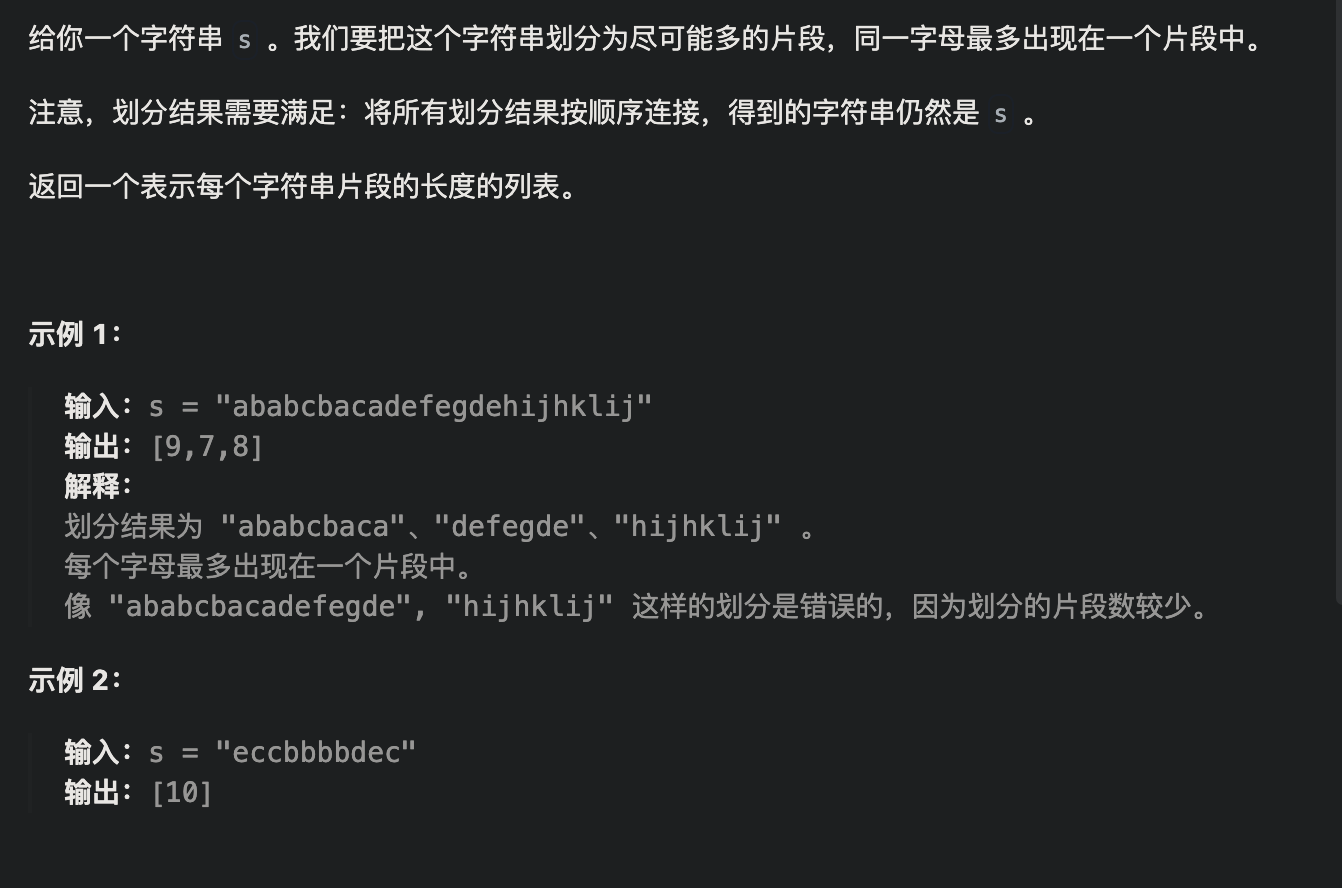 给你一个字符串 s 。我们要把这个字符串划分为尽可能多的片段，同一字母最多出现在一个片段中。
注意，划分结果需要满足：将所有划分结果按顺序连接，得到的字符串仍然是 s 。
返回一个表示每个字符串片段的长度的列表。
示例 1：
输入：s = "ababcbacadefegdehijhklij"
输出：[9,7,8]
解释：
划分结果为 "ababcbaca"、"defegde"、"hijhklij" 。
每个字母最多出现在一个片段中。
像 "ababcbacadefegde", "hijhklij" 这样的划分是错误的，因为划分的片段数较少。
示例 2：
输入：s = "eccbbbbdec"
输出：[10]